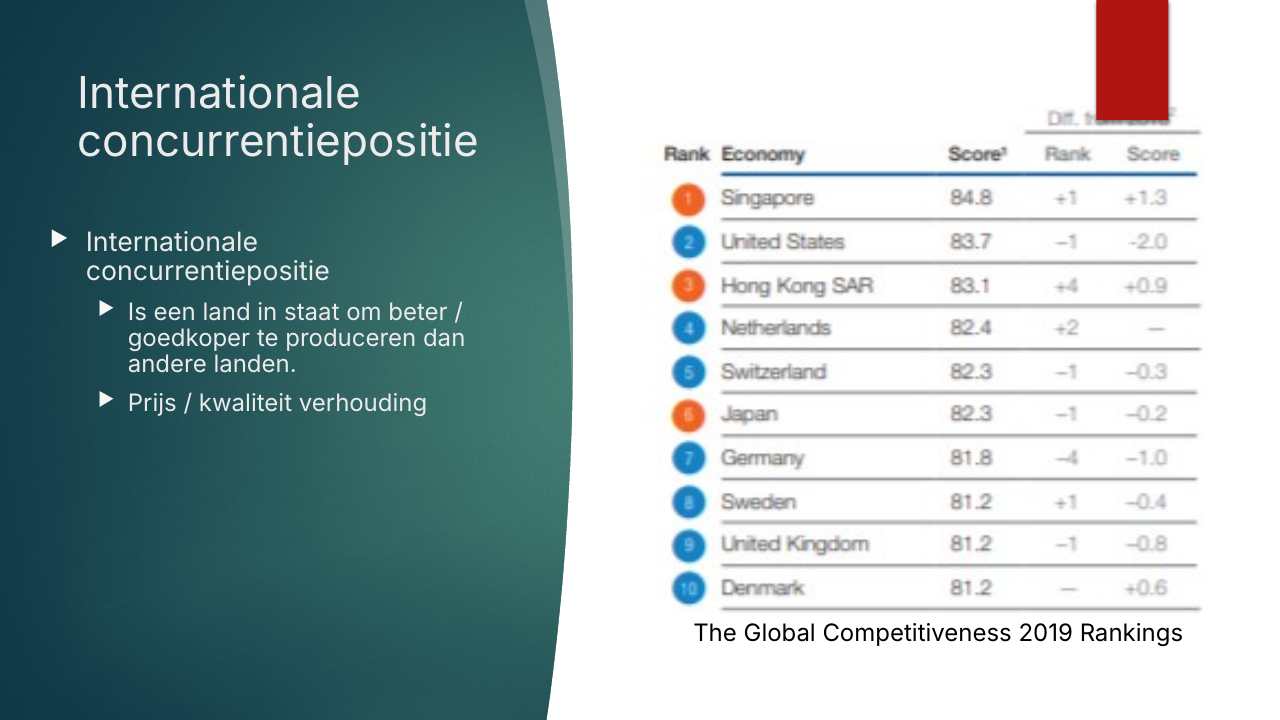 Internationale
concurrentiepositie
Internationale
concurrentiepositie
Is een land in staat om beter /
goedkoper te produceren dan
andere landen.
Prijs / kwaliteit verhouding
Diff.
Rank Economy Score¹ Rank Score
1 Singapore 84.8 +1 +1.3
2 United States 83.7 –1 -2.0
3 Hong Kong SAR 83.1 +4 +0.9
4 Netherlands 82.4 +2 —
5 Switzerland 82.3 –1 –0.3
6 Japan 82.3 –1 –0.2
7 Germany 81.8 –4 –1.0
8 Sweden 81.2 +1 –0.4
9 United Kingdom 81.2 –1 –0.8
10 Denmark 81.2 — +0.6
The Global Competitiveness 2019 Rankings